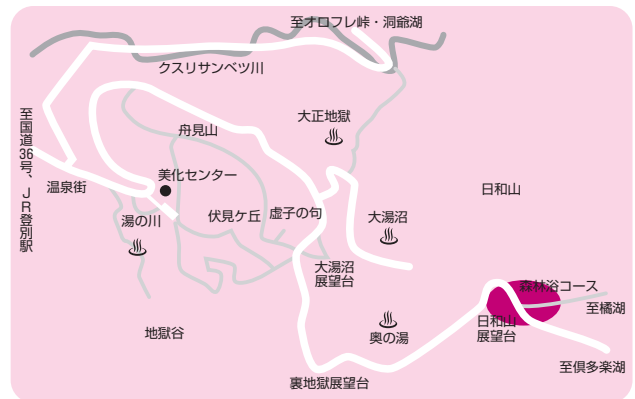 至オロフレ峠・洞爺湖
クスリサンベツ川
至国道36号、JR登別駅
舟見山
大正地獄
美化センター
温泉街
日和山
湯の川
伏見ケ丘
虚子の句
大湯沼
大湯沼
展望台
森林浴コース
至橘湖
日和山
展望台
奥の湯
地獄谷
至倶多楽湖
裏地獄展望台